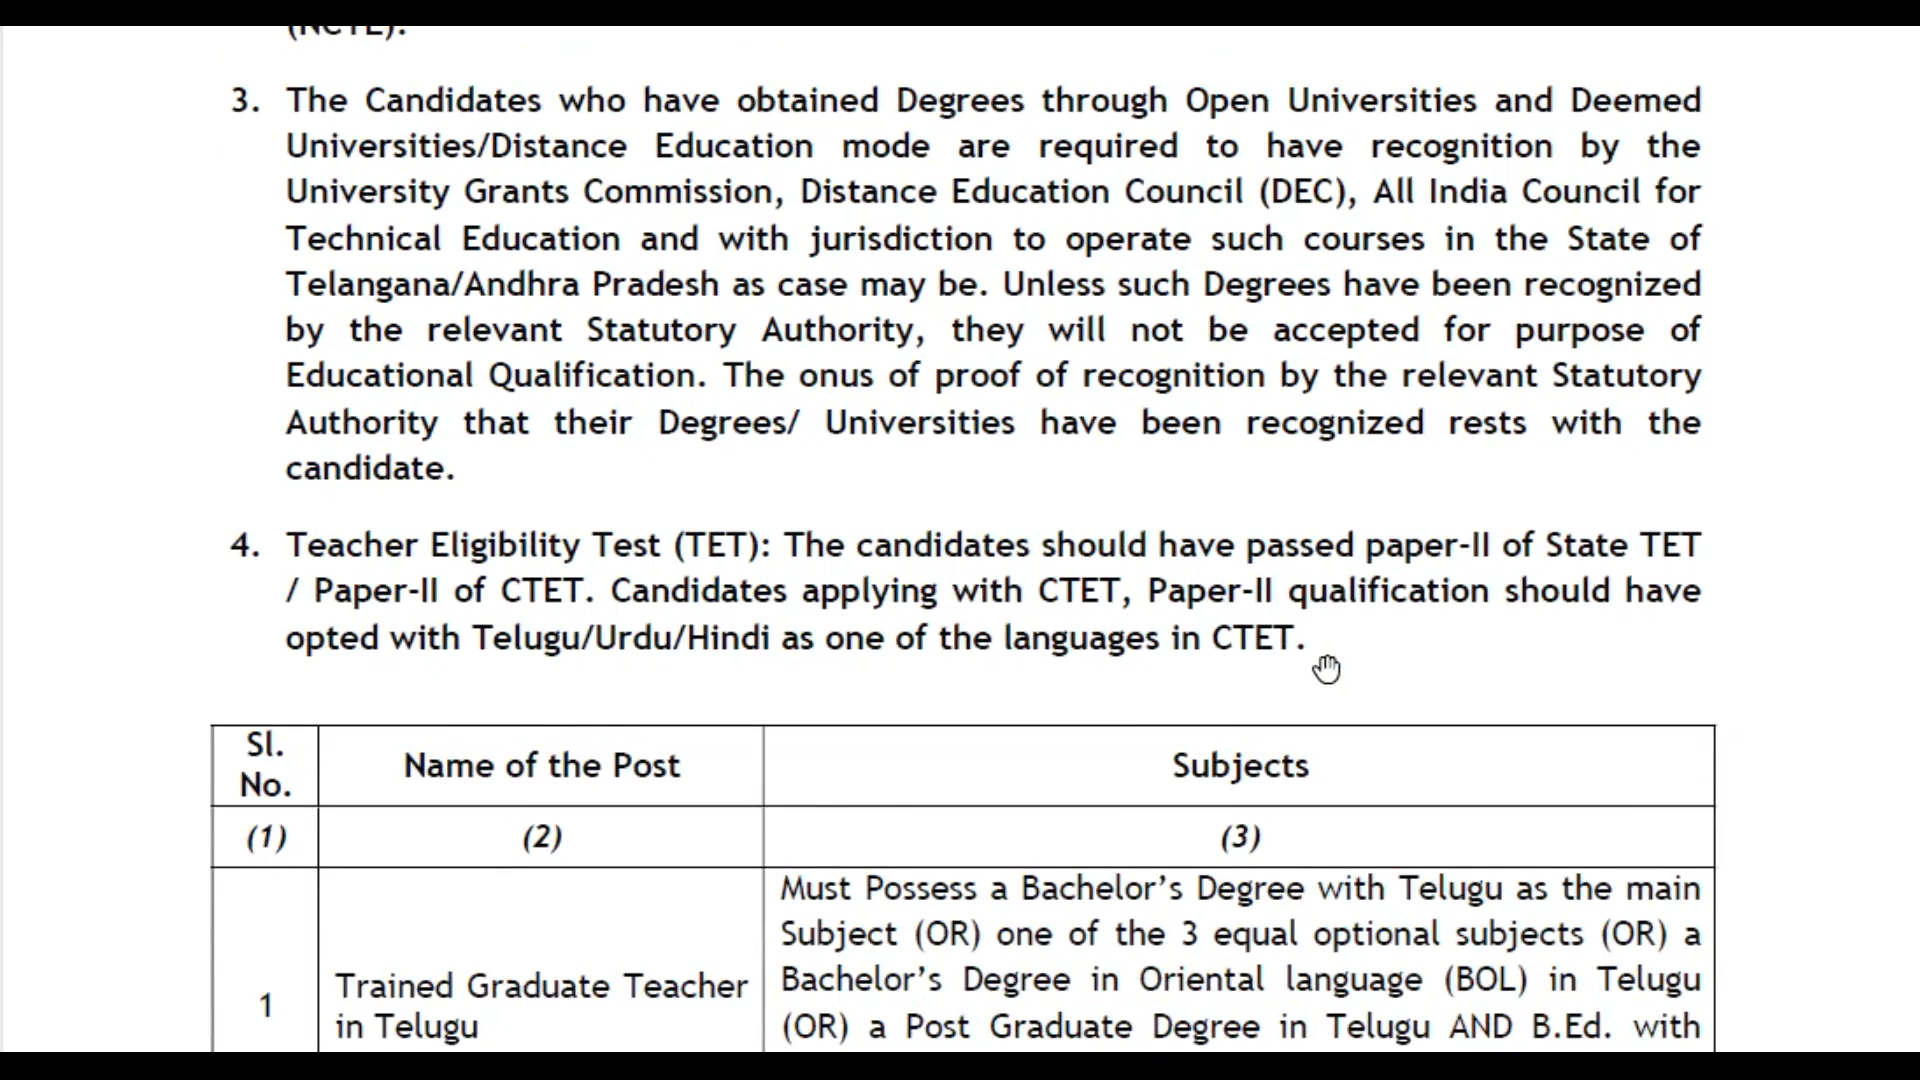 (NCTE).
3. The Candidates who have obtained Degrees through Open Universities and Deemed
Universities/Distance Education mode are required to have recognition by the
University Grants Commission, Distance Education Council (DEC), All India Council for
Technical Education and with jurisdiction to operate such courses in the State of
Telangana/Andhra Pradesh as case may be. Unless such Degrees have been recognized
by the relevant Statutory Authority, they will not be accepted for purpose of
Educational Qualification. The onus of proof of recognition by the relevant Statutory
Authority that their Degrees/ Universities have been recognized rests with the
candidate.
4. Teacher Eligibility Test (TET): The candidates should have passed paper-II of State TET
/ Paper-II of CTET. Candidates applying with CTET, Paper-II qualification should have
opted with Telugu/Urdu/Hindi as one of the languages in CTET.
Sl.
No.
Name of the Post
Subjects
(1)
(2)
(3)
1
Trained Graduate Teacher
in Telugu
Must Possess a Bachelor’s Degree with Telugu as the main
Subject (OR) one of the 3 equal optional subjects (OR) a
Bachelor’s Degree in Oriental language (BOL) in Telugu
(OR) a Post Graduate Degree in Telugu AND B.Ed. with